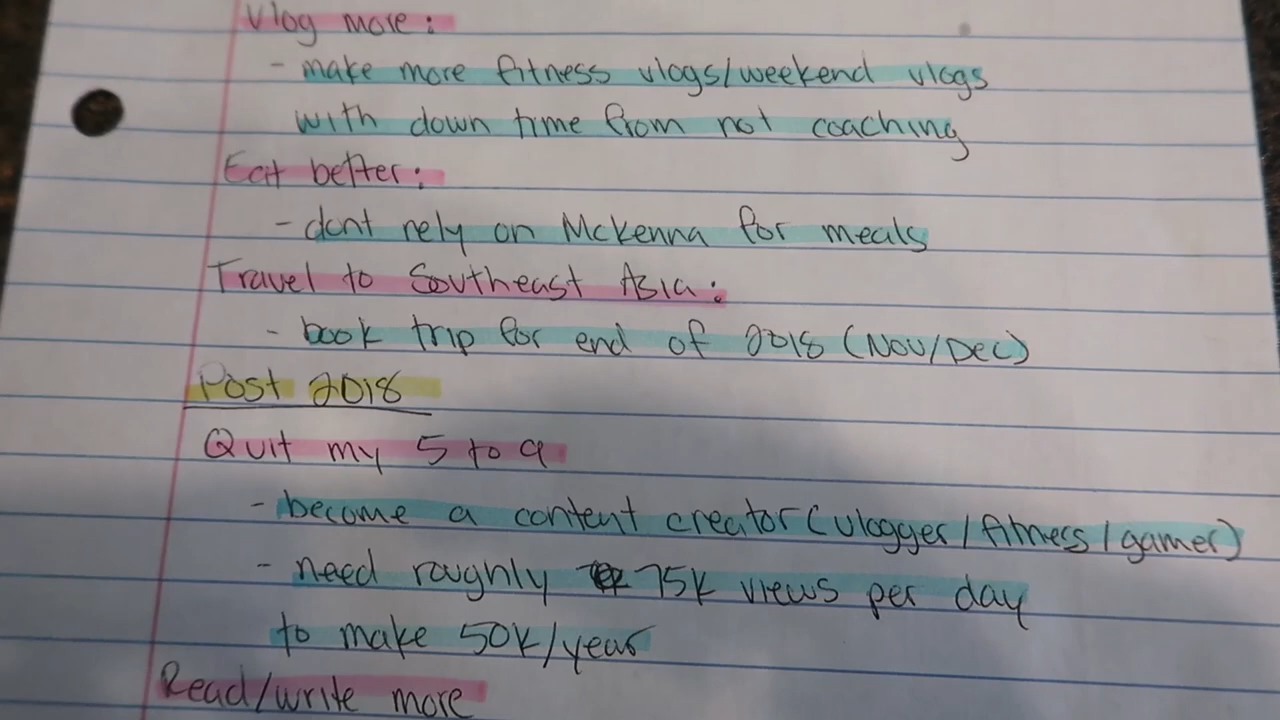 Vlog more:
- make more fitness vlogs/weekend vlogs
with down time from not coaching
Eat better:
- dont rely on McKenna for meals
Travel to Southeast Asia:
- book trip for end of 2018 (Nov/Dec)
Post 2018
Quit my 5 to 9
- become a content creator (vlogger/fitness/gamer)
- need roughly 75k views per day
to make 50k/year
Read/write more